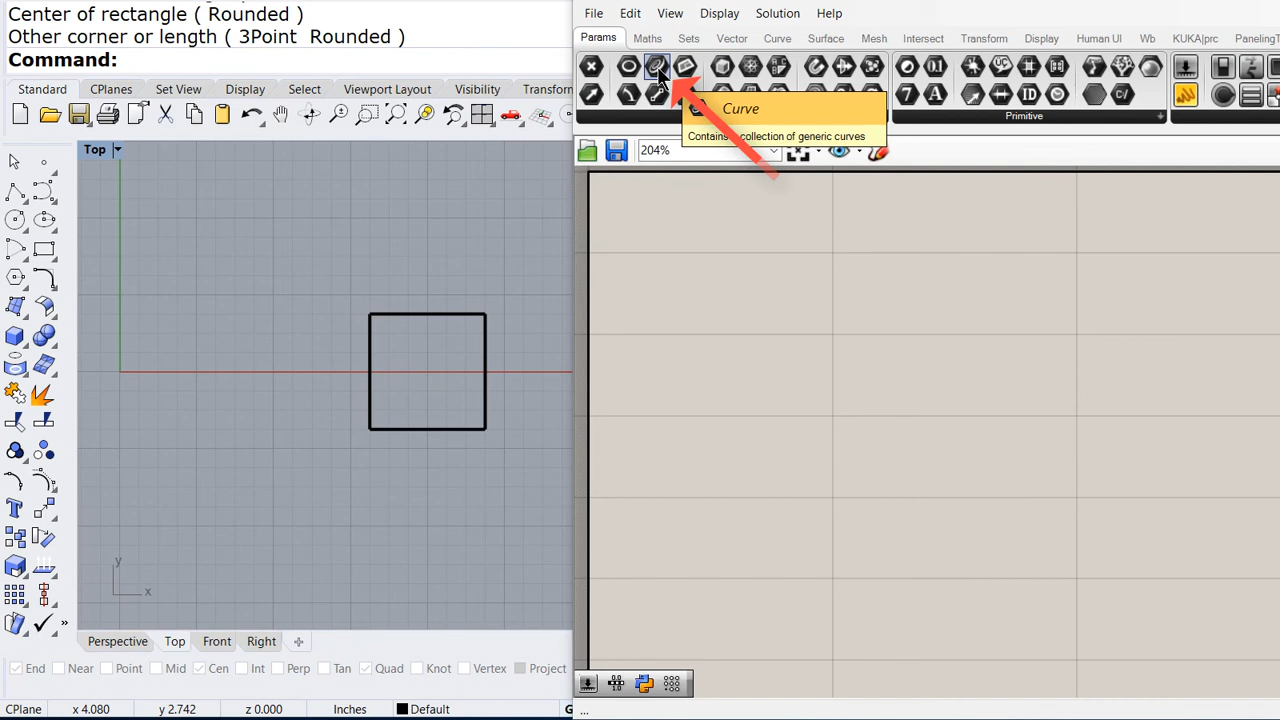 Center of rectangle ( Rounded )
Other corner or length ( 3Point Rounded )
Command:
Standard CPlanes Set View Display Select Viewport Layout Visibility Transform
Top
y
x
Perspective Top Front Right
End Near Point Mid Cen Int Perp Tan Quad Knot Vertex Project
CPlane x 4.080 y 2.742 z 0.000 Inches Default
File Edit View Display Solution Help
Params Maths Sets Vector Curve Surface Mesh Intersect Transform Display Human UI KUKA|prc Wb PanelingT
Curve
Contains a collection of generic curves
Primitive
204%
...